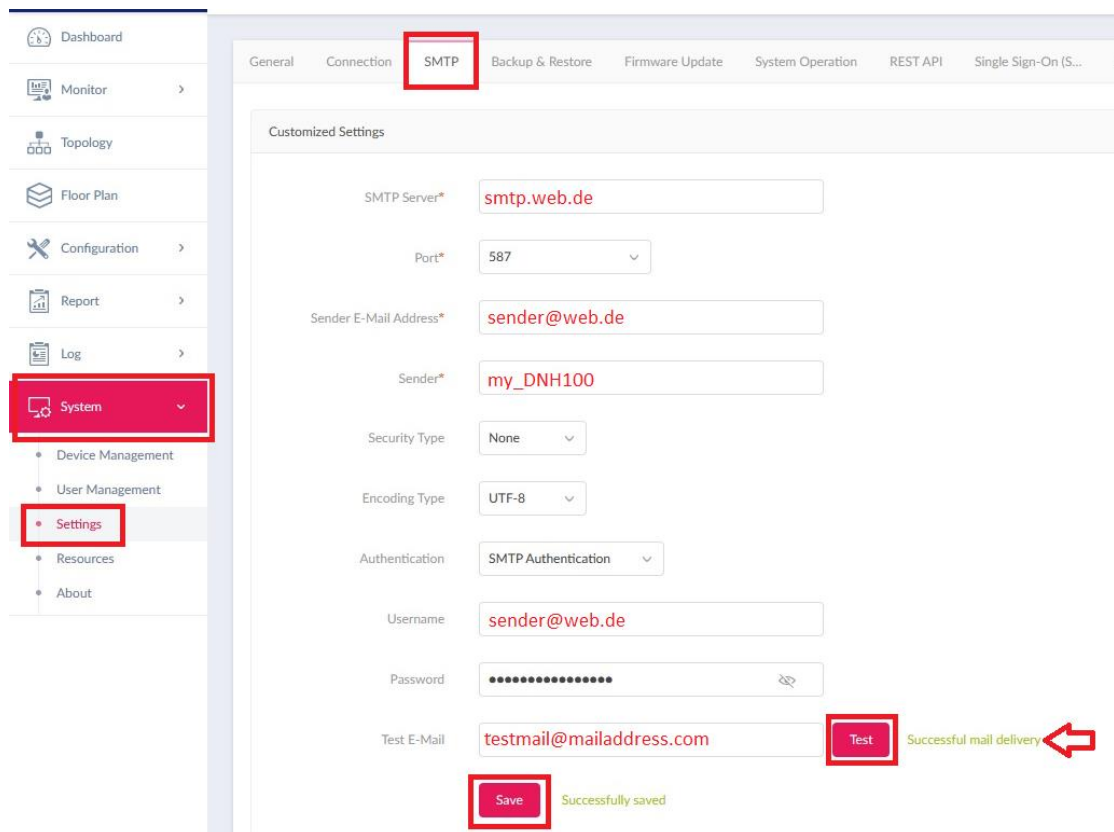 Dashboard
Monitor
Topology
Floor Plan
Configuration
Report
Log
System
Device Management
User Management
Settings
Resources
About
General Connection SMTP Backup & Restore Firmware Update System Operation REST API Single Sign-On (S...
Customized Settings
SMTP Server* smtp.web.de
Port* 587
Sender E-Mail Address* sender@web.de
Sender* my_DNH100
Security Type None
Encoding Type UTF-8
Authentication SMTP Authentication
Username sender@web.de
Password ••••••••••••••••
Test E-Mail testmail@mailaddress.com Test Successful mail delivery
Save Successfully saved